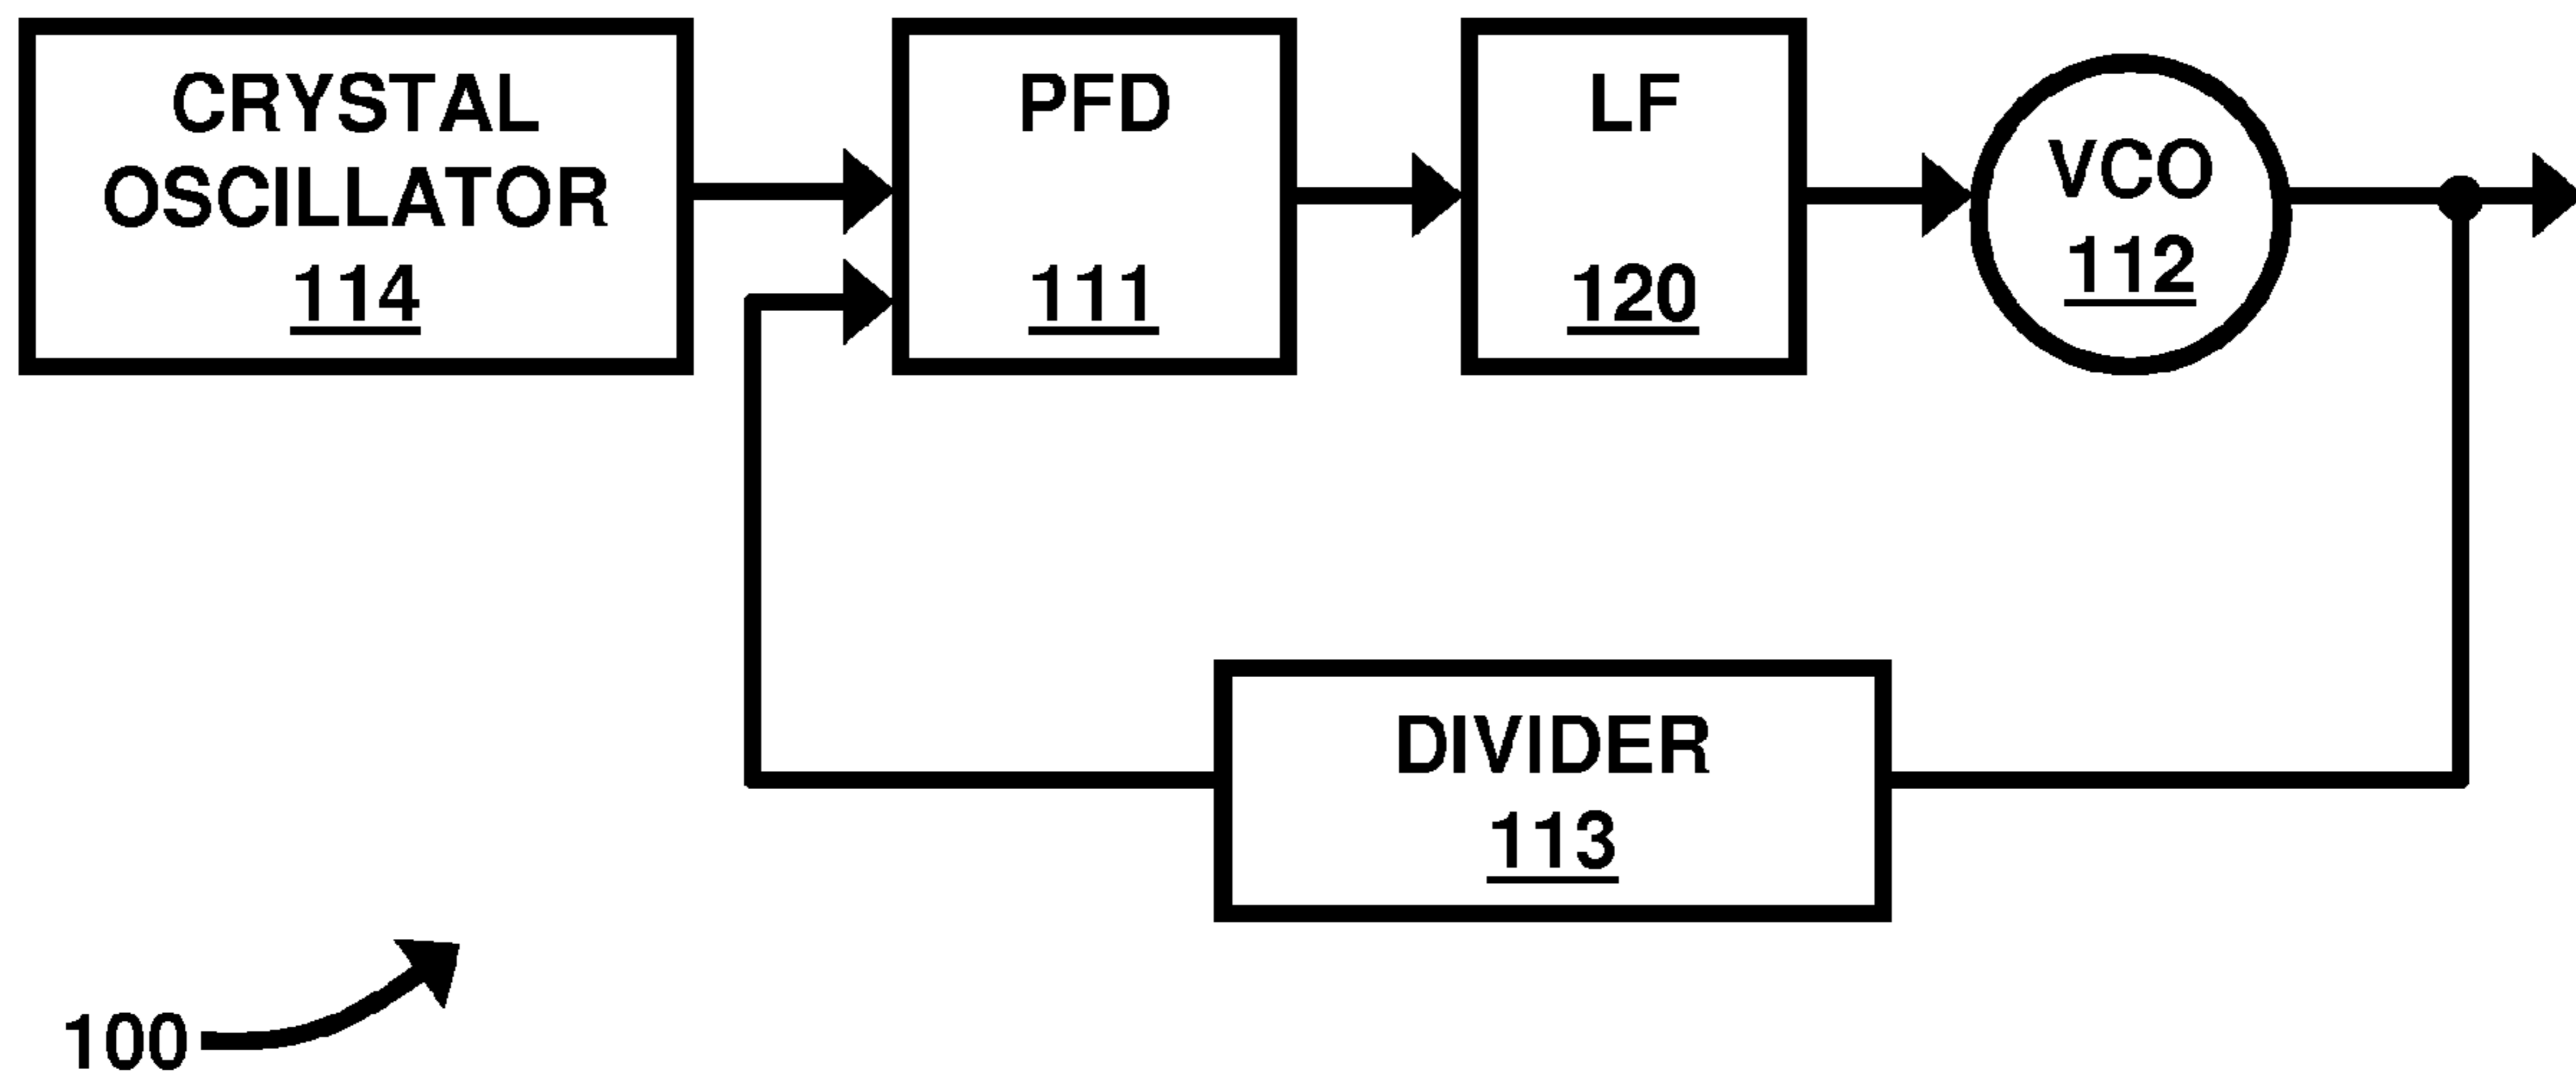 CRYSTAL
OSCILLATOR
114
PFD
111
LF
120
VCO
112
DIVIDER
113
100